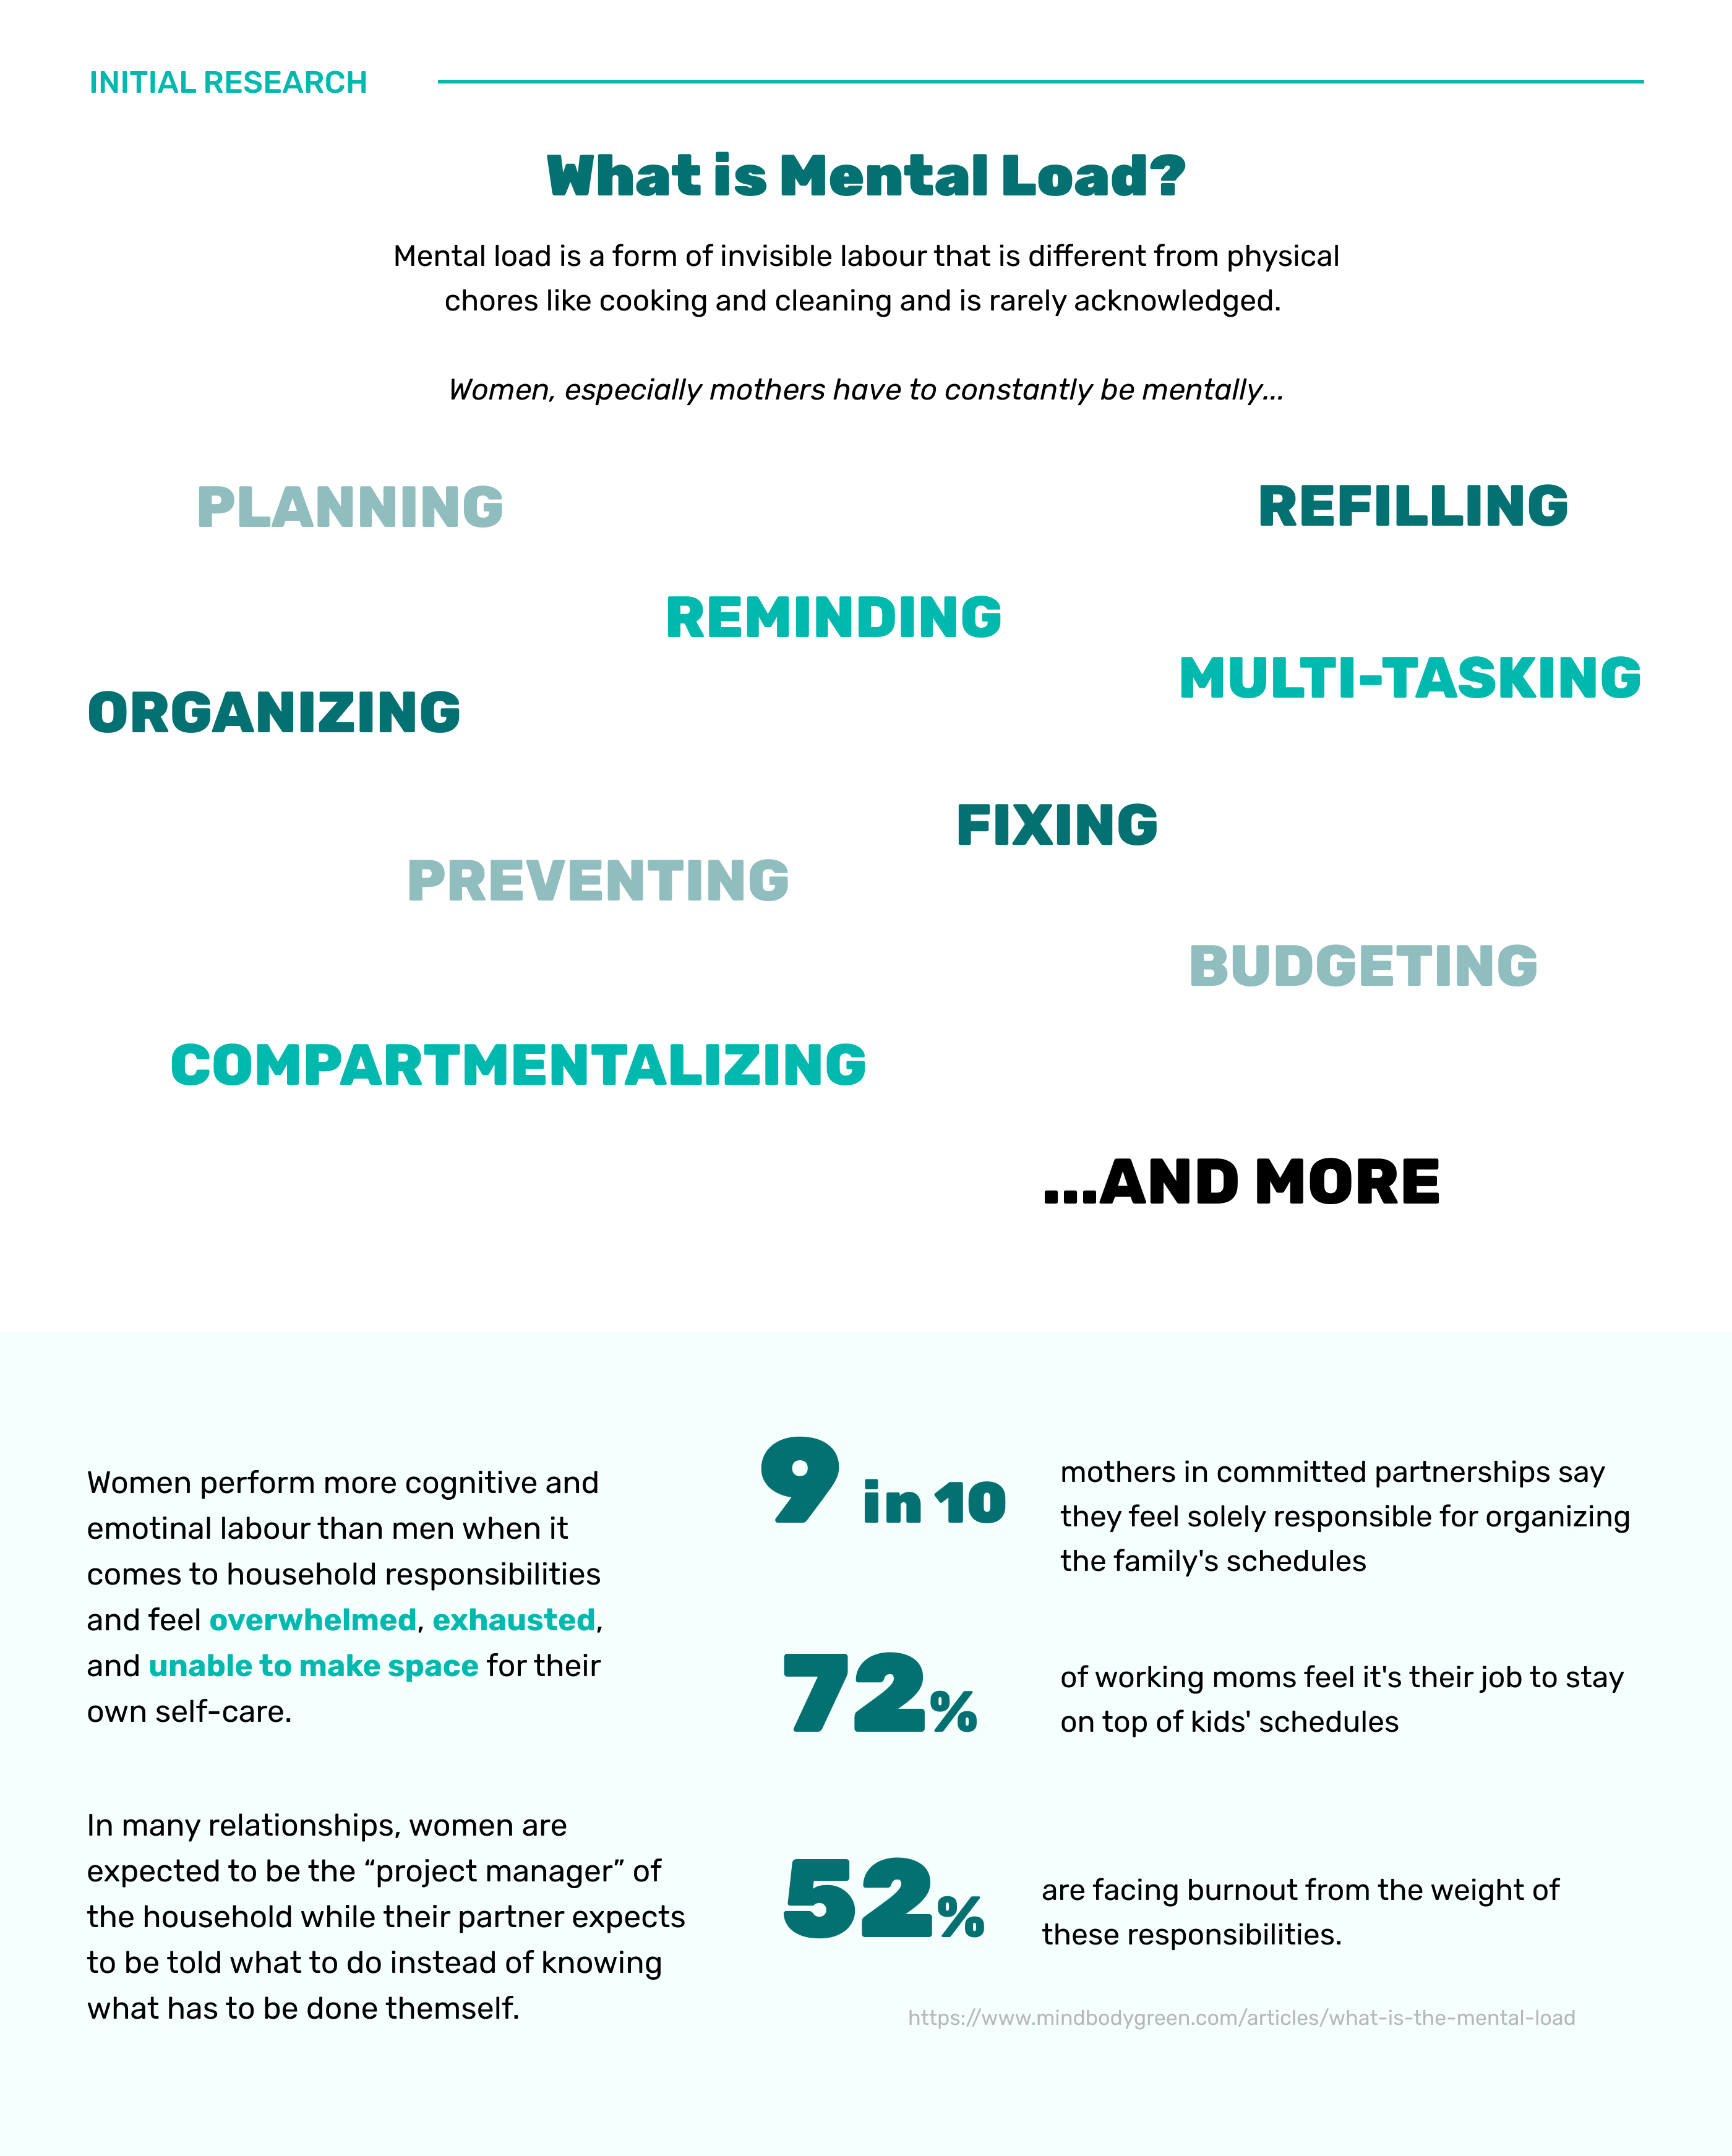 INITIAL RESEARCH
What is Mental Load?
Mental load is a form of invisible labour that is different from physical
chores like cooking and cleaning and is rarely acknowledged.
Women, especially mothers have to constantly be mentally...
PLANNING
REFILLING
REMINDING
MULTI-TASKING
ORGANIZING
FIXING
PREVENTING
BUDGETING
COMPARTMENTALIZING
...AND MORE
Women perform more cognitive and
emotinal labour than men when it
comes to household responsibilities
and feel overwhelmed, exhausted,
and unable to make space for their
own self-care.
In many relationships, women are
expected to be the “project manager” of
the household while their partner expects
to be told what to do instead of knowing
what has to be done themself.
9 in 10
mothers in committed partnerships say
they feel solely responsible for organizing
the family's schedules
72%
of working moms feel it's their job to stay
on top of kids' schedules
52%
are facing burnout from the weight of
these responsibilities.
https://www.mindbodygreen.com/articles/what-is-the-mental-load